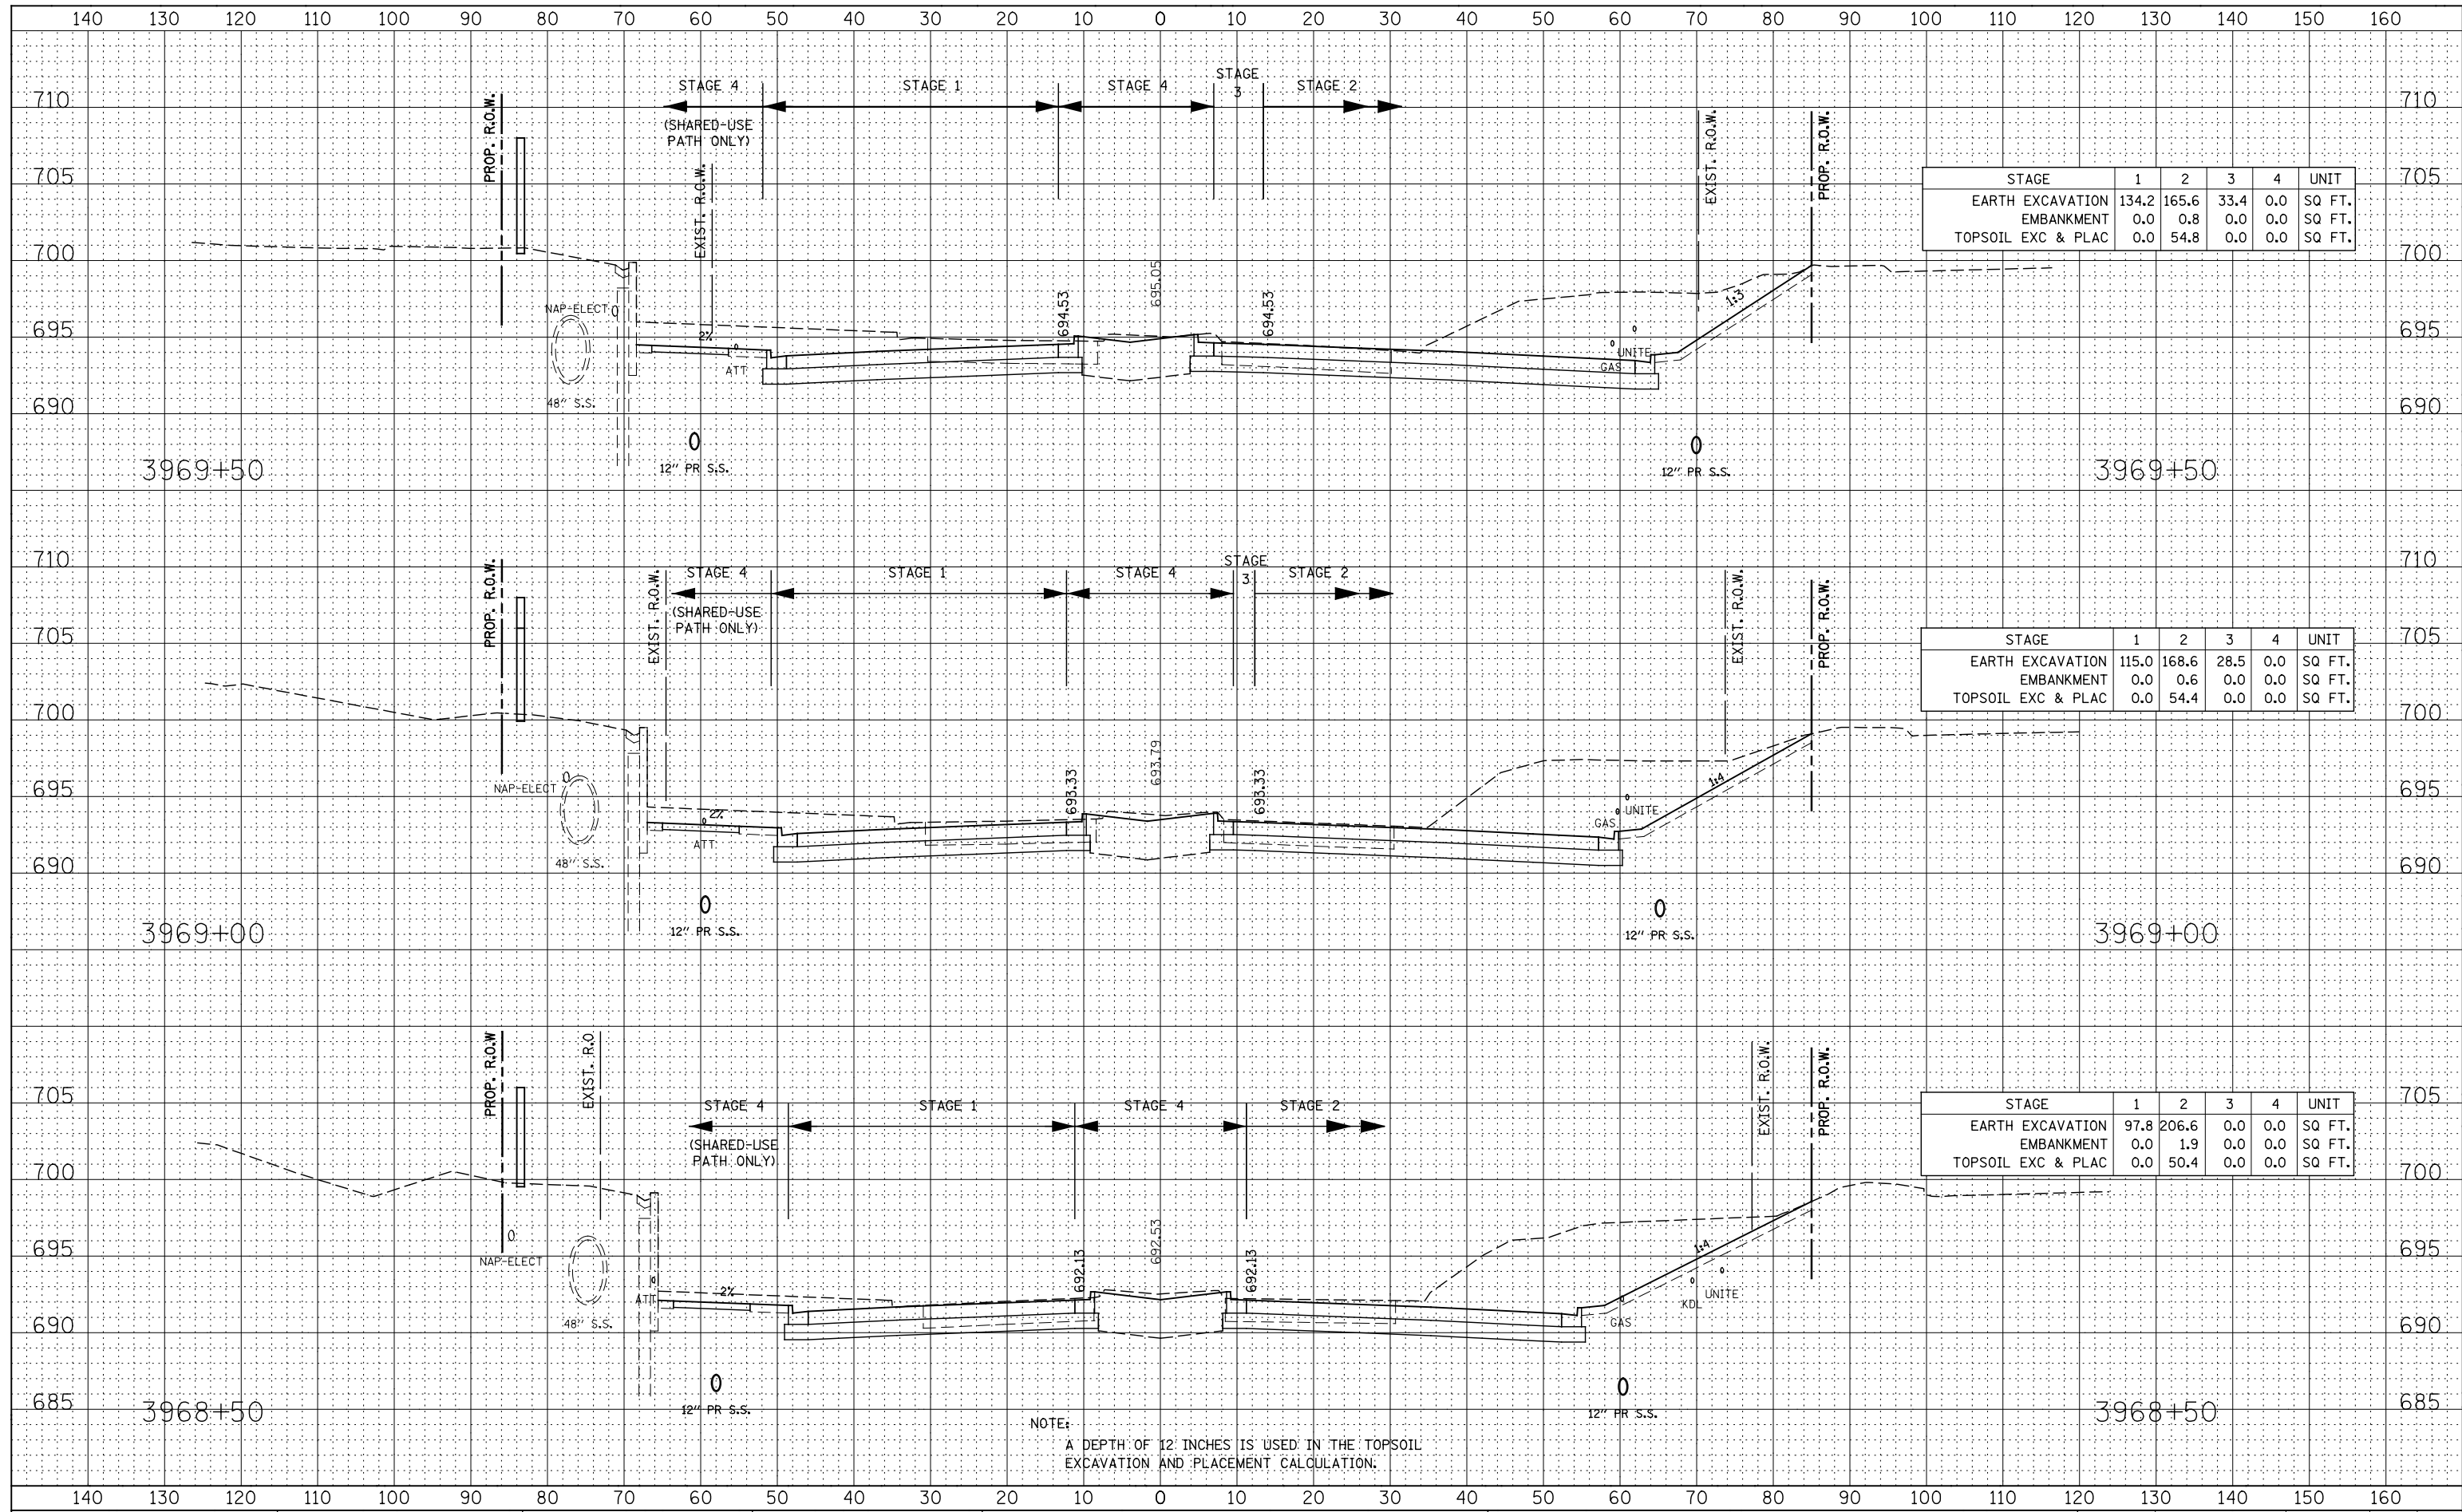 140 130 120 110 100 90 80 70 60 50 40 30 20 10 0 10 20 30 40 50 60 70 80 90 100 110 120 130 140 150 160
STAGE 4 STAGE 1 STAGE 4 STAGE 3 STAGE 2
(SHARED-USE
PATH ONLY)
PROP. R.O.W.
EXIST. R.O.W.
EXIST. R.O.W.
PROP. R.O.W.
710 710
705 705
700 700
695 695
690 690
STAGE 1 2 3 4 UNIT
EARTH EXCAVATION 134.2 165.6 33.4 0.0 SQ FT.
EMBANKMENT 0.0 0.8 0.0 0.0 SQ FT.
TOPSOIL EXC & PLAC 0.0 54.8 0.0 0.0 SQ FT.
694.53
695.05
694.53
1:3
NAP-ELECT
2%
ATT
UNITE
GAS
48" S.S.
12" PR S.S. 12" PR S.S.
3969+50 3969+50
STAGE 4 STAGE 1 STAGE 4 STAGE 3 STAGE 2
(SHARED-USE
PATH ONLY)
PROP. R.O.W.
EXIST. R.O.W.
EXIST. R.O.W.
PROP. R.O.W.
710 710
705 705
700 700
695 695
690 690
STAGE 1 2 3 4 UNIT
EARTH EXCAVATION 115.0 168.6 28.5 0.0 SQ FT.
EMBANKMENT 0.0 0.6 0.0 0.0 SQ FT.
TOPSOIL EXC & PLAC 0.0 54.4 0.0 0.0 SQ FT.
693.33
693.79
693.33
1:4
NAP-ELECT
2%
ATT
UNITE
GAS
48" S.S.
12" PR S.S. 12" PR S.S.
3969+00 3969+00
STAGE 4 STAGE 1 STAGE 4 STAGE 2
(SHARED-USE
PATH ONLY)
PROP. R.O.W
EXIST. R.O
EXIST. R.O.W.
PROP. R.O.W.
705 705
700 700
695 695
690 690
685 685
STAGE 1 2 3 4 UNIT
EARTH EXCAVATION 97.8 206.6 0.0 0.0 SQ FT.
EMBANKMENT 0.0 1.9 0.0 0.0 SQ FT.
TOPSOIL EXC & PLAC 0.0 50.4 0.0 0.0 SQ FT.
692.13
692.53
692.13
1:4
NAP-ELECT
2%
ATT
UNITE
KDL
GAS
48" S.S.
12" PR S.S. 12" PR S.S.
3968+50 3968+50
NOTE:
A DEPTH OF 12 INCHES IS USED IN THE TOPSOIL
EXCAVATION AND PLACEMENT CALCULATION.
140 130 120 110 100 90 80 70 60 50 40 30 20 10 0 10 20 30 40 50 60 70 80 90 100 110 120 130 140 150 160